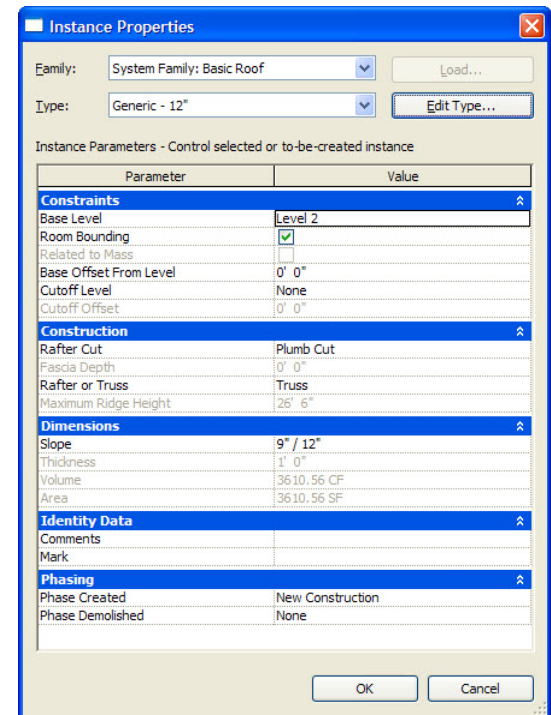 Instance Properties
Family: System Family: Basic Roof Load...
Type: Generic - 12" Edit Type...
Instance Parameters - Control selected or to-be-created instance
Parameter Value
Constraints
Base Level Level 2
Room Bounding
Related to Mass
Base Offset From Level 0' 0"
Cutoff Level None
Cutoff Offset 0' 0"
Construction
Rafter Cut Plumb Cut
Fascia Depth 0' 0"
Rafter or Truss Truss
Maximum Ridge Height 26' 6"
Dimensions
Slope 9" / 12"
Thickness 1' 0"
Volume 3610.56 CF
Area 3610.56 SF
Identity Data
Comments
Mark
Phasing
Phase Created New Construction
Phase Demolished None
OK Cancel